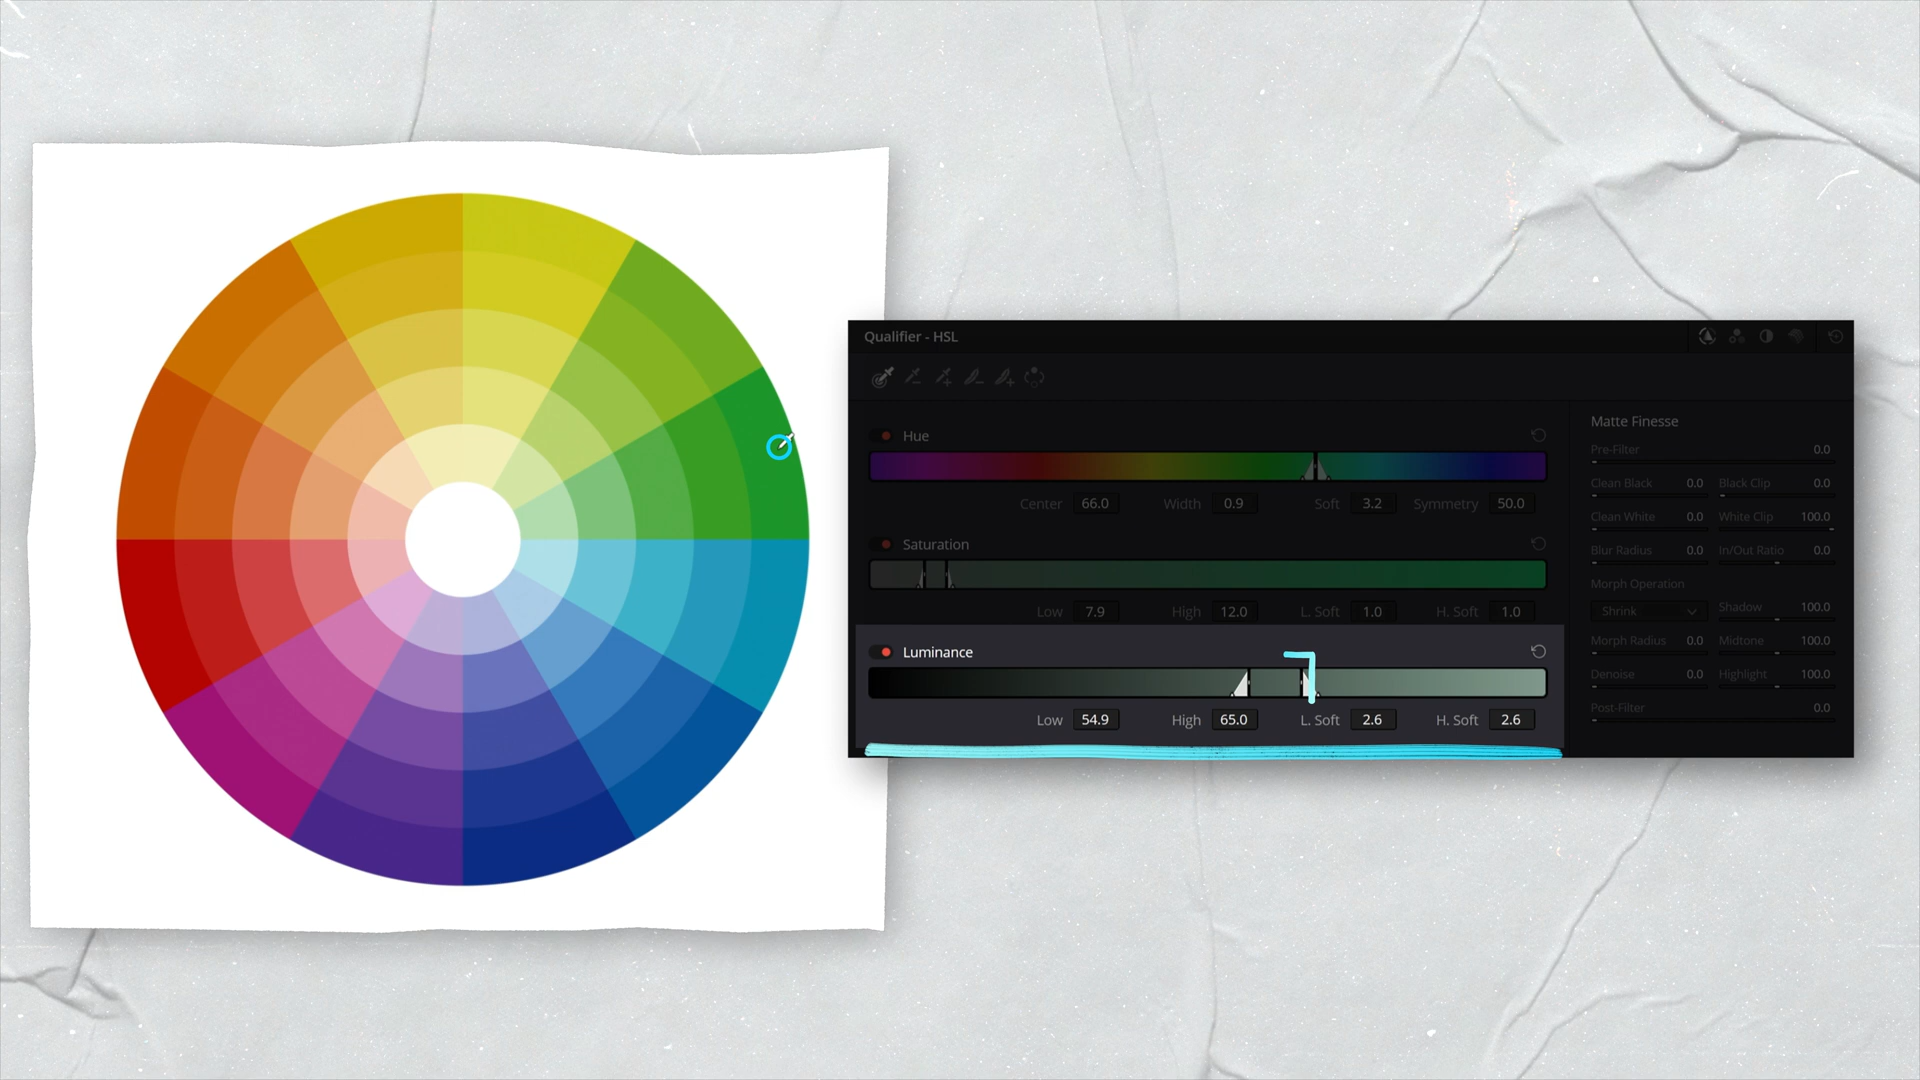 Qualifier - HSL
Hue
Center 66.0 Width 0.9 Soft 3.2 Symmetry 50.0
Saturation
Low 7.9 High 12.0 L. Soft 1.0 H. Soft 1.0
Luminance
Low 54.9 High 65.0 L. Soft 2.6 H. Soft 2.6
Matte Finesse
Pre-Filter 0.0
Clean Black 0.0 Black Clip 0.0
Clean White 0.0 White Clip 100.0
Blur Radius 0.0 In/Out Ratio 0.0
Morph Operation
Shrink Shadow 100.0
Morph Radius 0.0 Midtone 100.0
Denoise 0.0 Highlight 100.0
Post-Filter 0.0